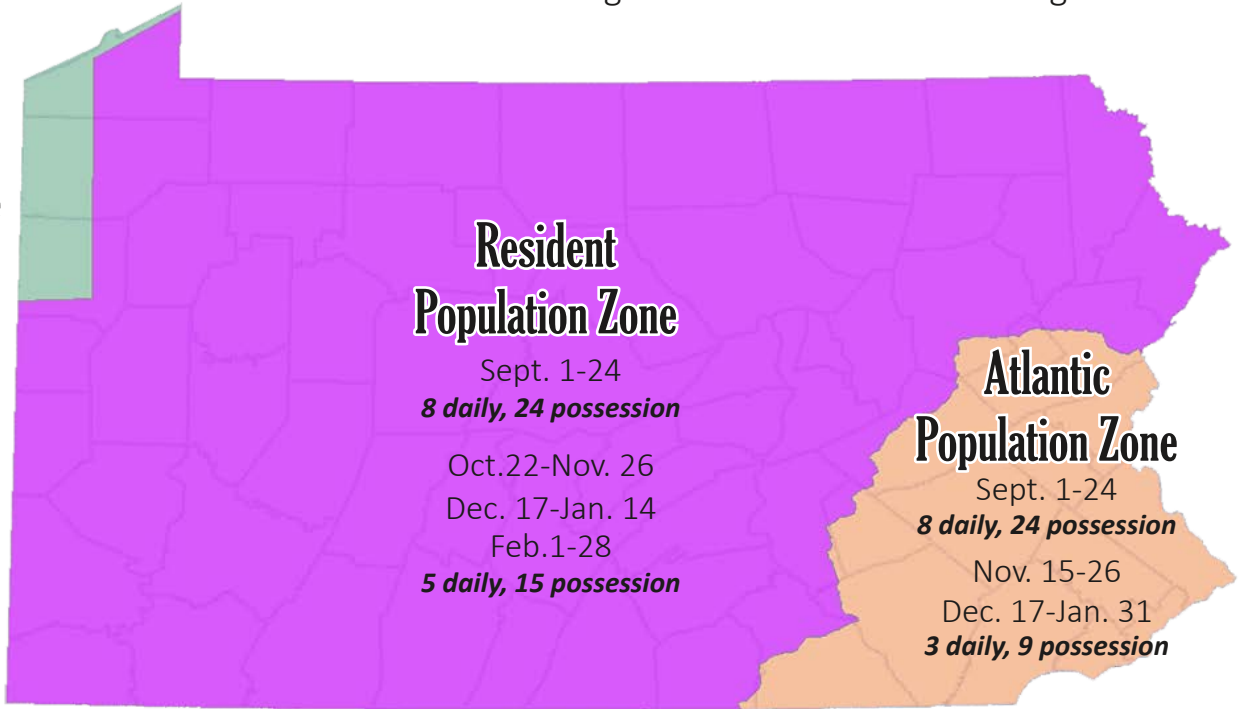 Resident
Population Zone
Sept. 1-24
8 daily, 24 possession
Oct.22-Nov. 26
Dec. 17-Jan. 14
Feb.1-28
5 daily, 15 possession
Atlantic
Population Zone
Sept. 1-24
8 daily, 24 possession
Nov. 15-26
Dec. 17-Jan. 31
3 daily, 9 possession